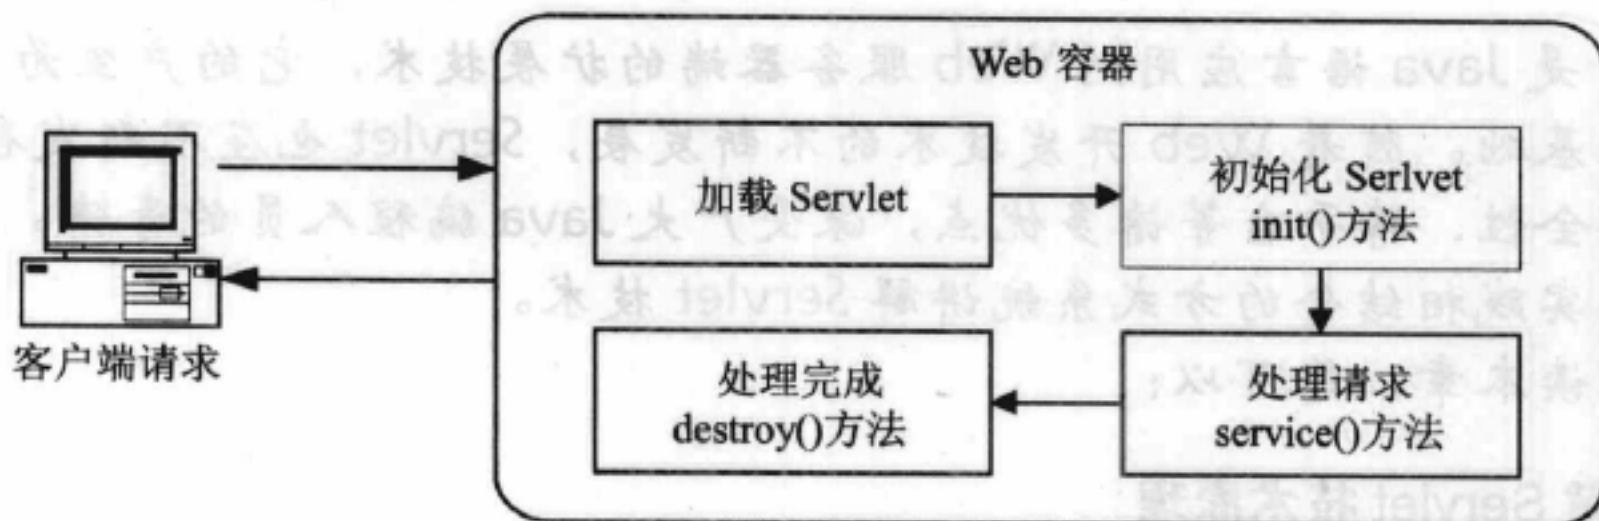 Web 容器
加载 Servlet
初始化 Serlvet
init()方法
客户端请求
处理完成
destroy()方法
处理请求
service()方法